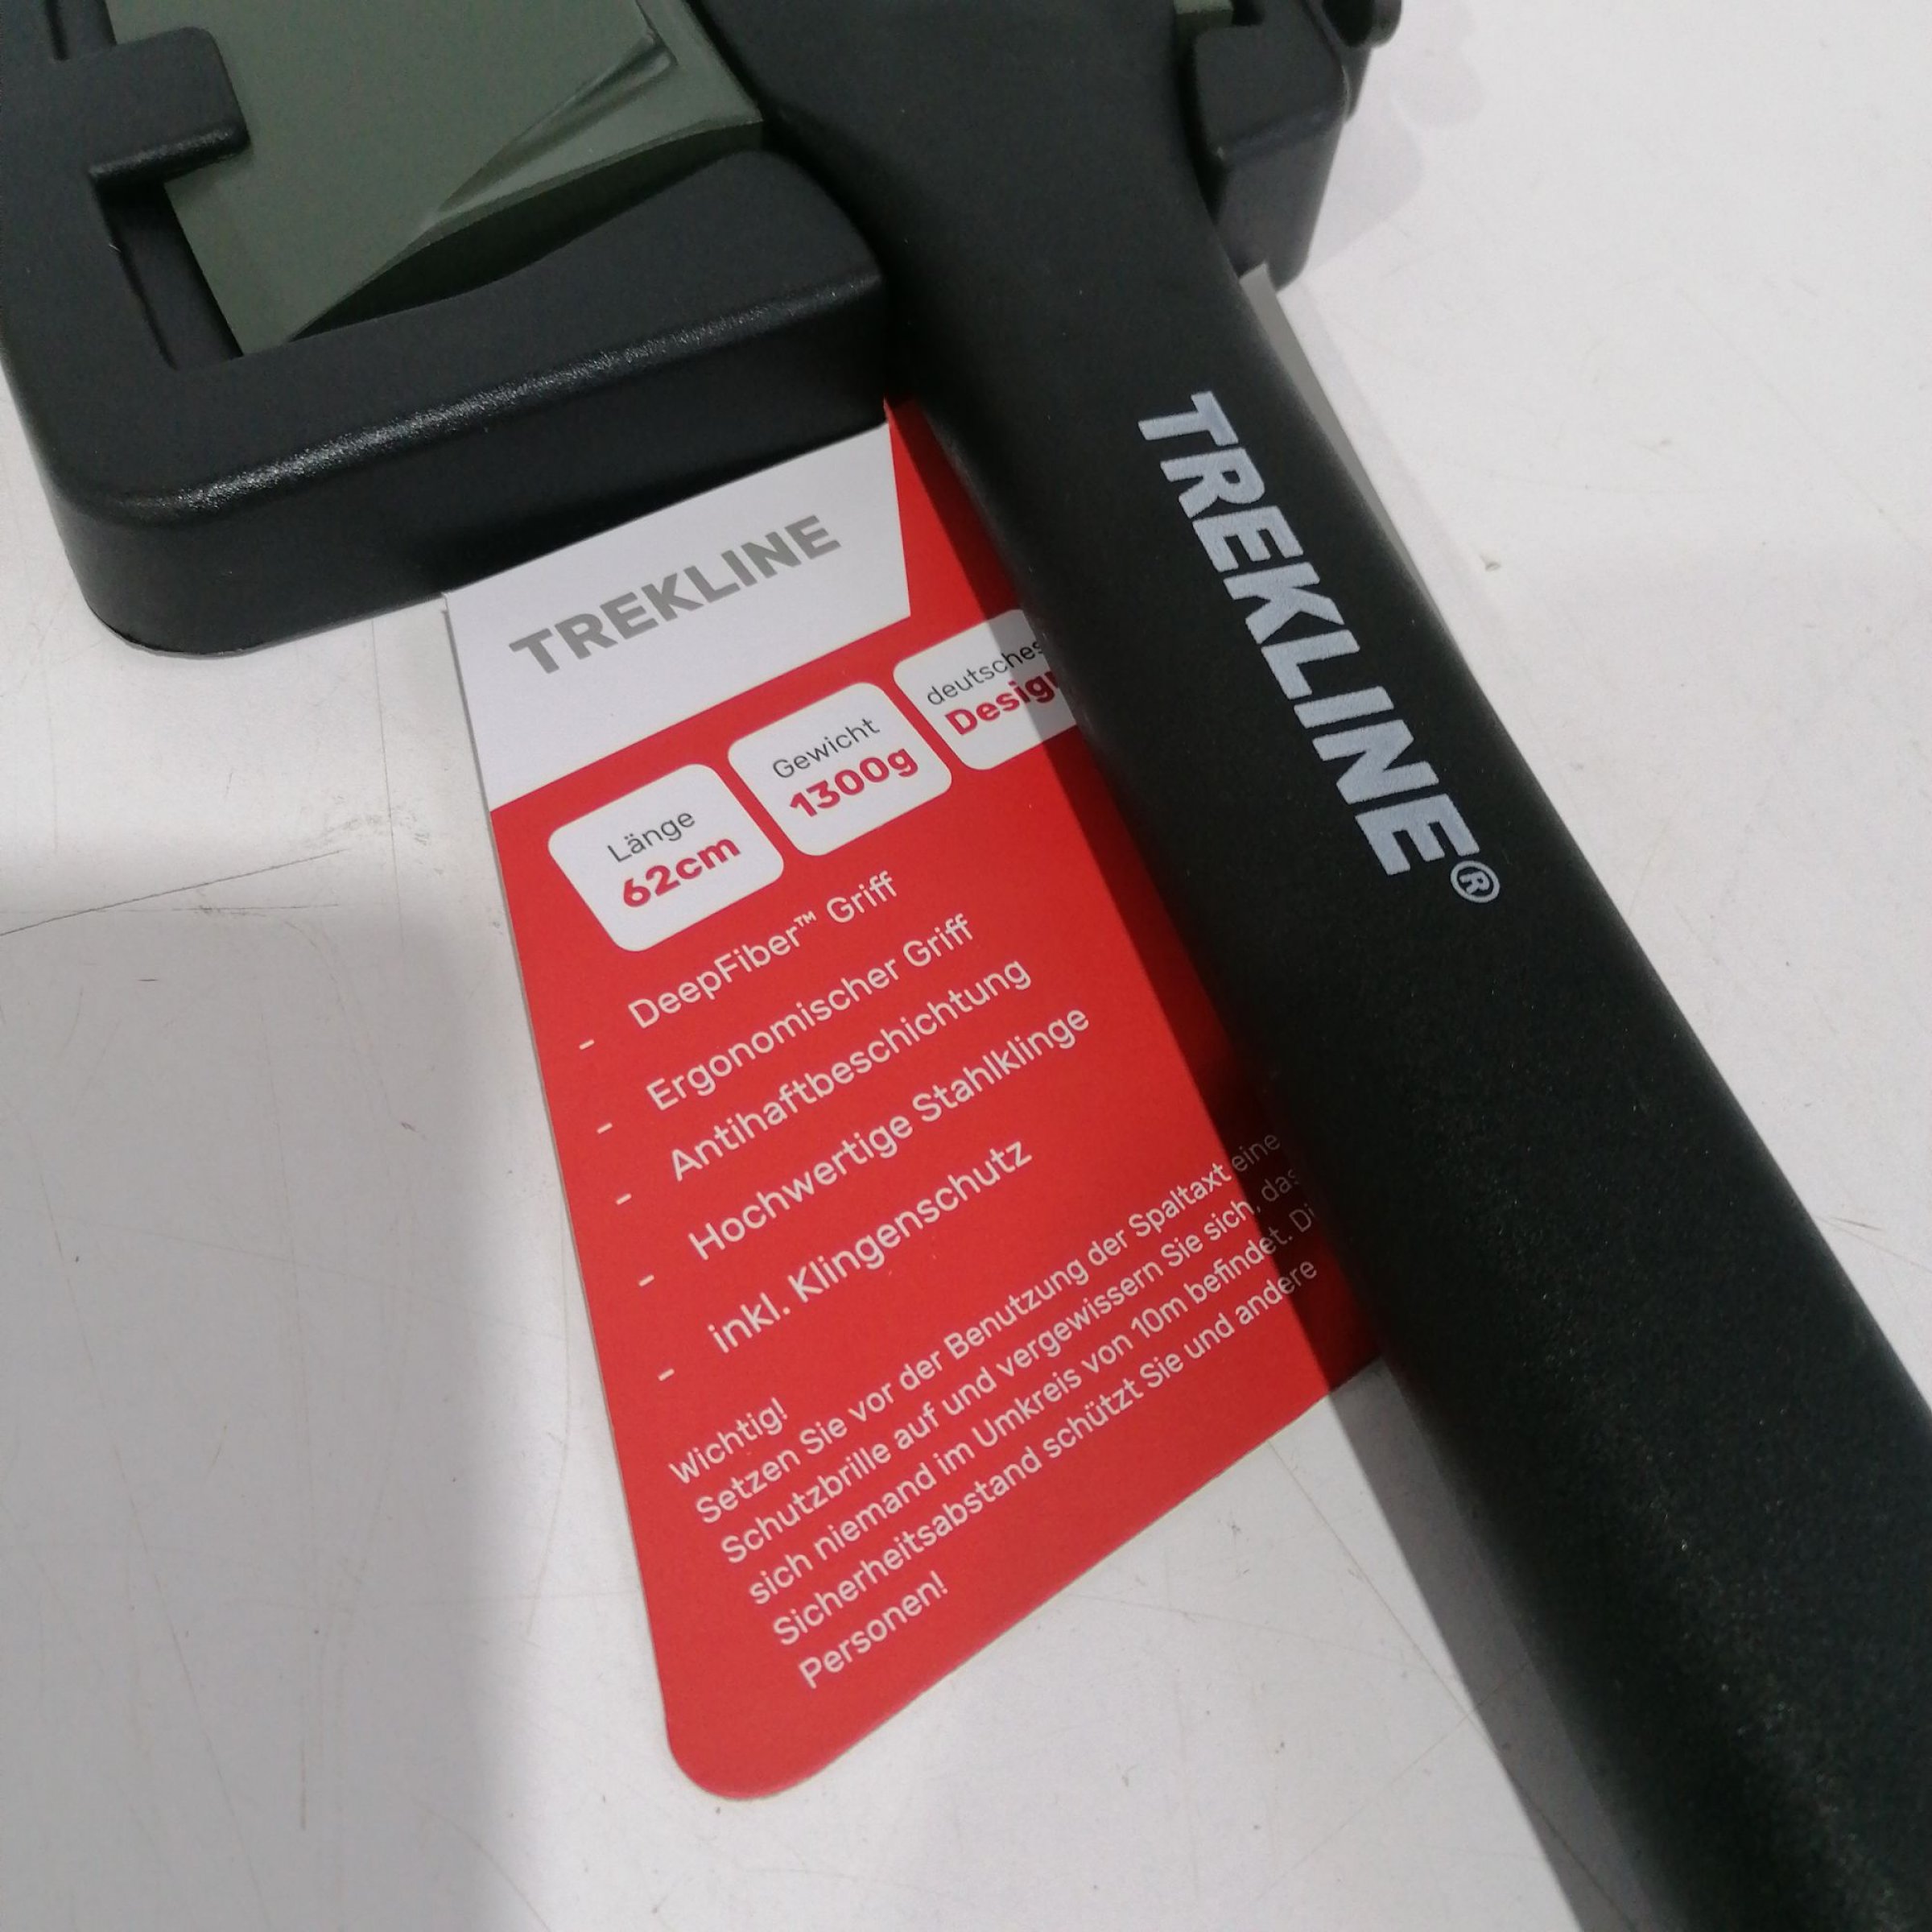 TREKLINE
Länge
62cm
Gewicht
1300g
deutsches
Design
- DeepFiber™ Griff
- Ergonomischer Griff
- Antihaftbeschichtung
- Hochwertige Stahlklinge
- inkl. Klingenschutz
Wichtig!
Setzen Sie vor der Benutzung der Spaltaxt eine
Schutzbrille auf und vergewissern Sie sich,
sich niemand im Umkreis von 10m befindet.
Sicherheitsabstand schützt Sie und andere
Personen!
TREKLINE®